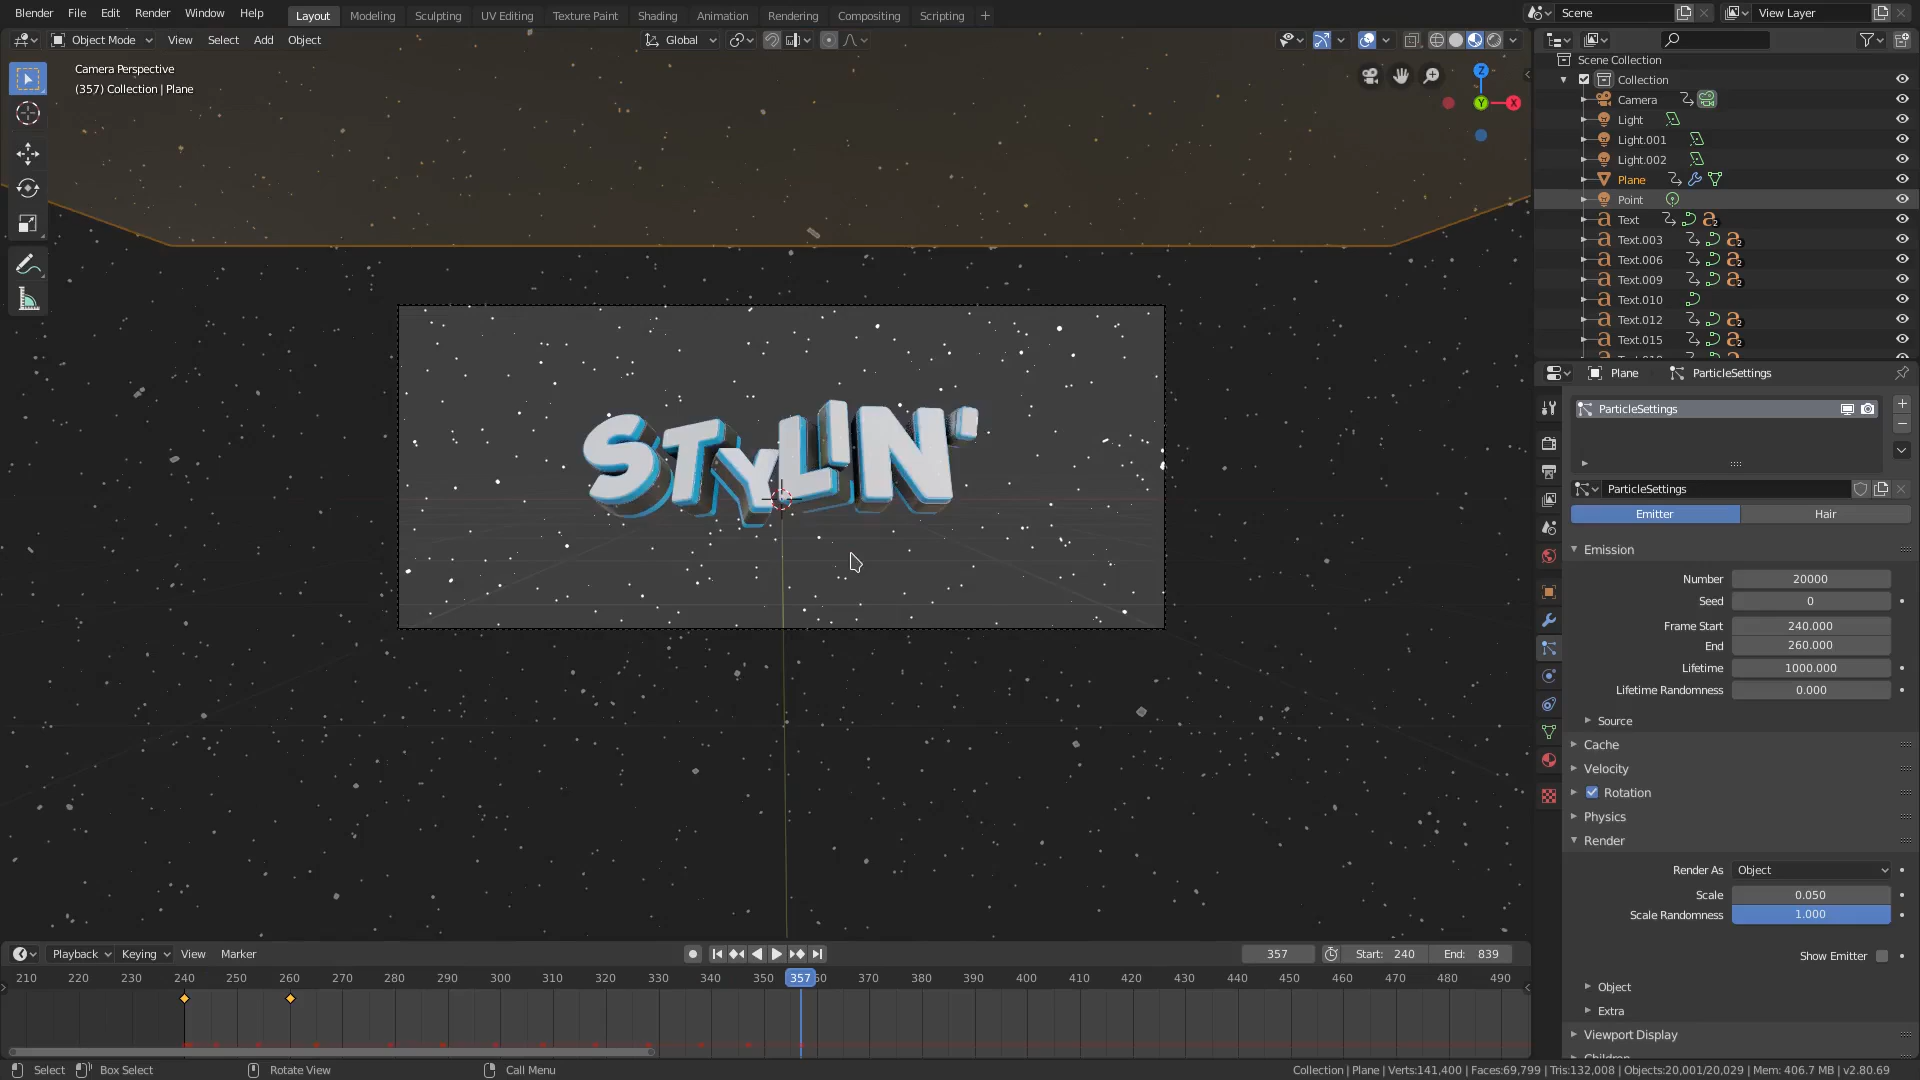 Blender File Edit Render Window Help Layout Modeling Sculpting UV Editing Texture Paint Shading Animation Rendering Compositing Scripting + Scene View Layer
Object Mode View Select Add Object Global
Camera Perspective
(357) Collection | Plane
Z
Y
X
STYLIN'
Scene Collection
Collection
Camera
Light
Light.001
Light.002
Plane
Point
Text
Text.003
Text.006
Text.009
Text.010
Text.012
Text.015
Plane ParticleSettings
ParticleSettings
ParticleSettings
Emitter Hair
Emission
Number 20000
Seed 0
Frame Start 240.000
End 260.000
Lifetime 1000.000
Lifetime Randomness 0.000
Source
Cache
Velocity
Rotation
Physics
Render
Render As Object
Scale 0.050
Scale Randomness 1.000
Show Emitter
Object
Extra
Viewport Display
Playback Keying View Marker 357 Start: 240 End: 839
210 220 230 240 250 260 270 280 290 300 310 320 330 340 350 357 370 380 390 400 410 420 430 440 450 460 470 480 490
Select Box Select Rotate View Call Menu Collection | Plane | Verts:141,400 | Faces:69,799 | Tris:132,008 | Objects:20,001/20,029 | Mem: 406.7 MB | v2.80.69